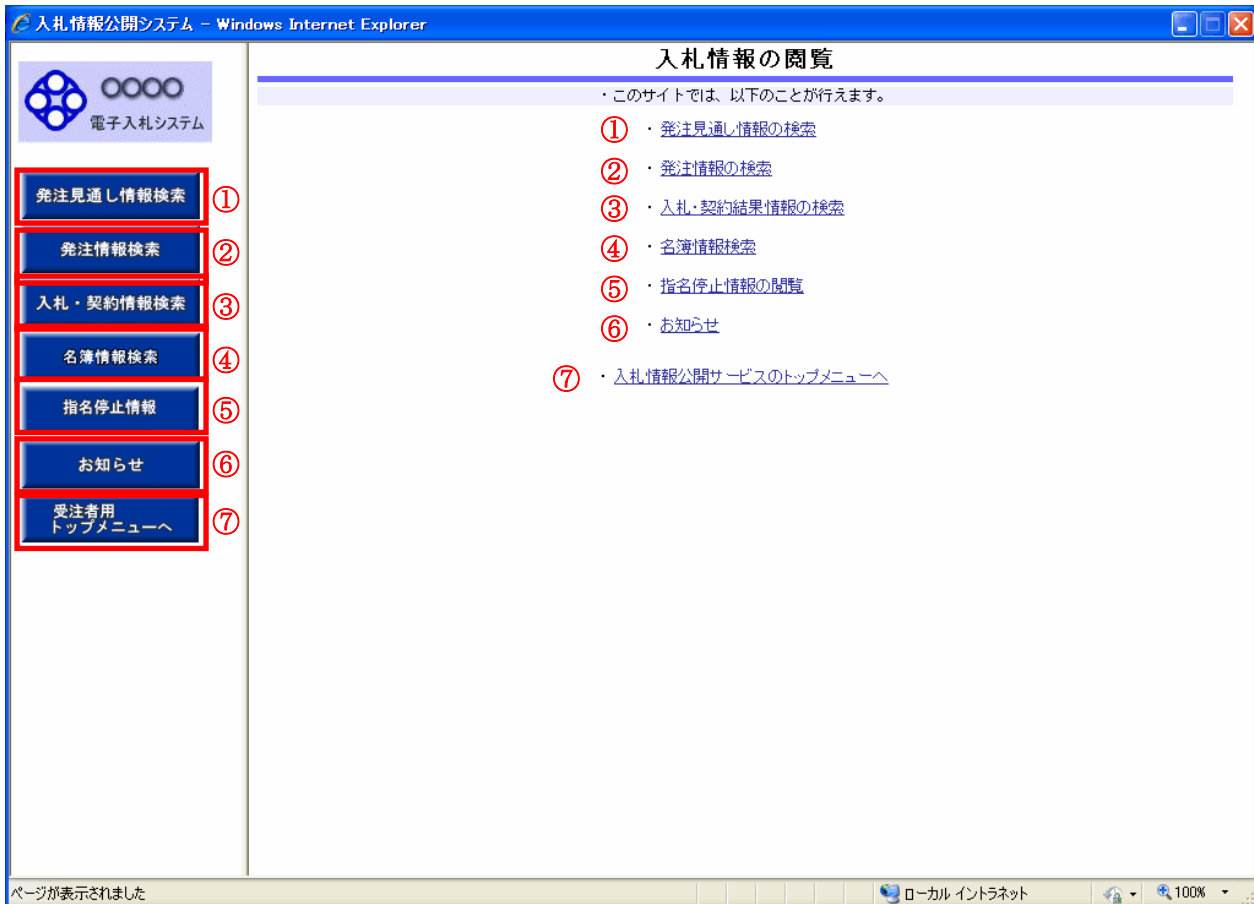 入札情報公開システム - Windows Internet Explorer
〇〇〇〇
電子入札システム
発注見通し情報検索 ①
発注情報検索 ②
入札・契約情報検索 ③
名簿情報検索 ④
指名停止情報 ⑤
お知らせ ⑥
受注者用
トップメニューへ ⑦
入札情報の閲覧
・このサイトでは、以下のことが行えます。
① ・発注見通し情報の検索
② ・発注情報の検索
③ ・入札・契約結果情報の検索
④ ・名簿情報検索
⑤ ・指名停止情報の閲覧
⑥ ・お知らせ
⑦ ・入札情報公開サービスのトップメニューへ
ページが表示されました
ローカル イントラネット
100%